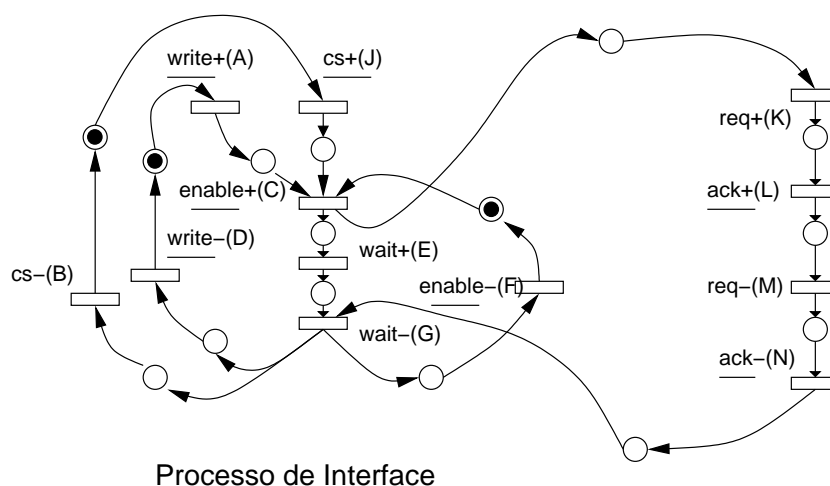 write+(A)
cs+(J)
req+(K)
enable+(C)
ack+(L)
write−(D)
wait+(E)
cs−(B)
enable−(F)
req−(M)
wait−(G)
ack−(N)
Processo de Interface